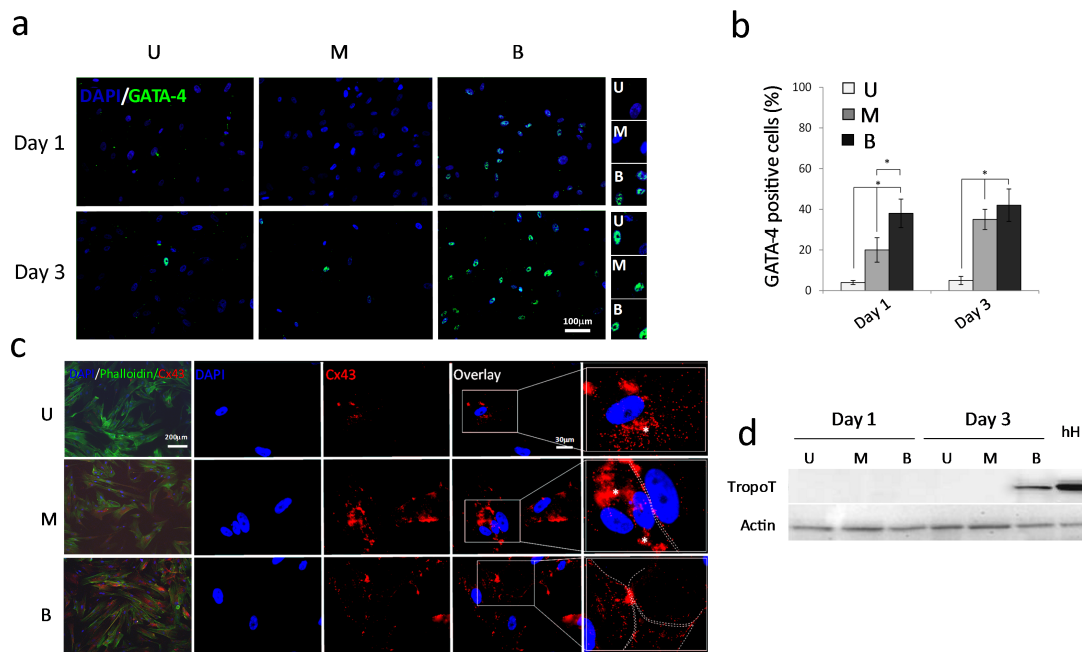 a
U M B
DAPI/GATA-4
Day 1
Day 3
U
M
B
U
M
B
100μm
b
GATA-4 positive cells (%)
100
80
60
40
20
0
U
M
B
*
*
*
Day 1
Day 3
c
DAPI/Phalloidin/Cx43 DAPI Cx43 Overlay
U
200μm
30μm
*
M
*
*
B
d
Day 1 Day 3 hH
U M B U M B
TropoT
Actin